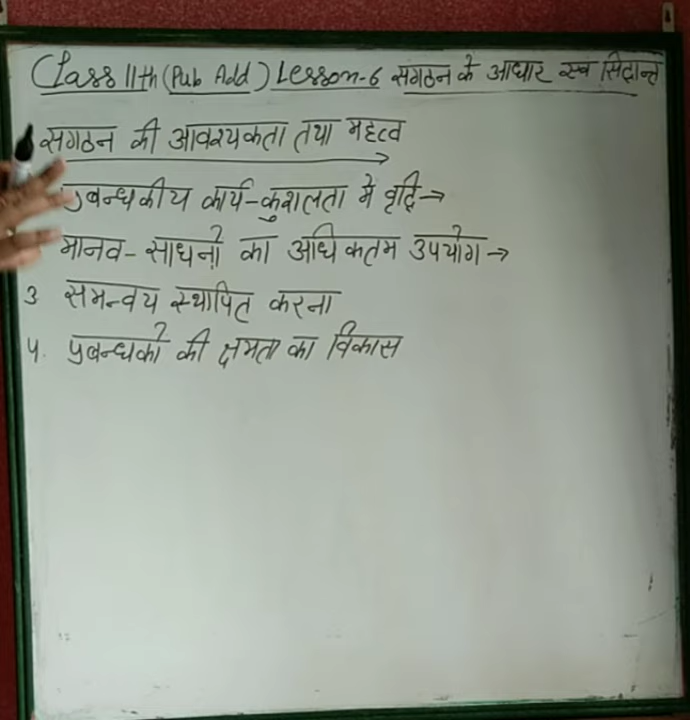 Class 11th (Pub Add) Lesson-6 संगठन के आधार स्व सिद्दान्त
संगठन की आवश्यकता तथा महत्व
प्रबन्धकीय कार्य-कुशलता में वृद्दि→
मानव-साधनों का अधिकतम उपयोग→
3 समन्वय स्थापित करना
4. प्रबन्धकों की क्षमता का विकास